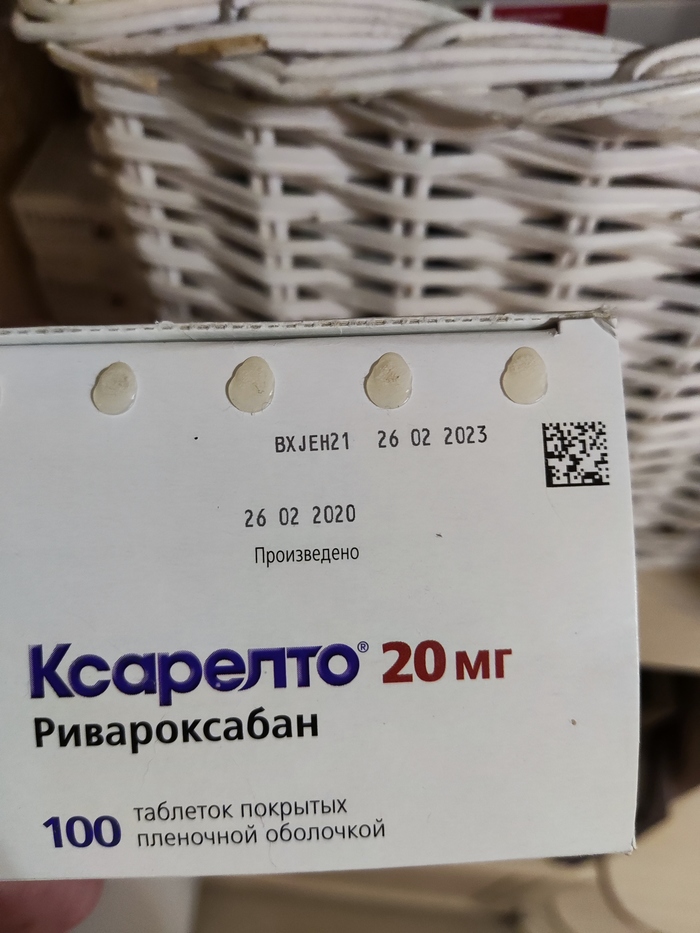 BXJEH21 26 02 2023
26 02 2020
Произведено
Ксарелто® 20 мг
Ривароксабан
100 таблеток покрытых
пленочной оболочкой